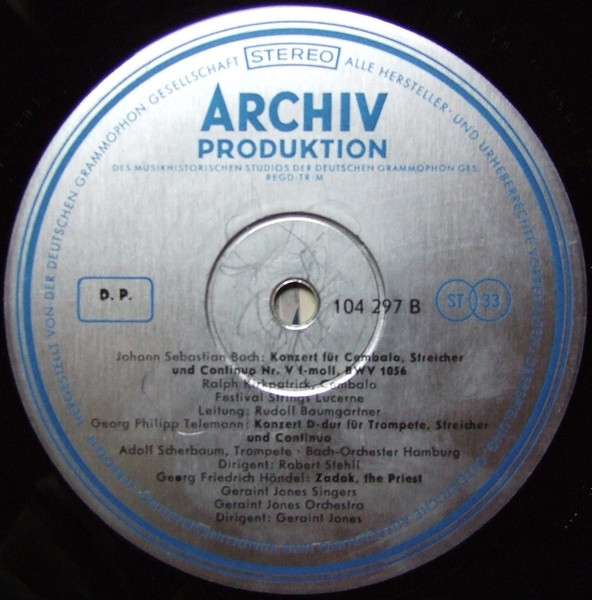 HERGESTELLT VON DER DEUTSCHEN GRAMMOPHON GESELLSCHAFT
STEREO
ALLE HERSTELLER- UND URHEBERRECHTE VORBEHALTEN
ARCHIV
PRODUKTION
DES MUSIKHISTORISCHEN STUDIOS DER DEUTSCHEN GRAMMOPHON GES.
REGD·TR·M
D. P.
104 297 B
ST 33
Johann Sebastian Bach: Konzert für Cembalo, Streicher
und Continuo Nr. V f-moll, BWV 1056
Ralph Kirkpatrick, Cembalo
Festival Strings Lucerne
Leitung: Rudolf Baumgartner
Georg Philipp Telemann: Konzert D-dur für Trompete, Streicher
und Continuo
Adolf Scherbaum, Trompete · Bach-Orchester Hamburg
Dirigent: Robert Stehli
Georg Friedrich Händel: Zadok, the Priest
Geraint Jones Singers
Geraint Jones Orchestra
Dirigent: Geraint Jones